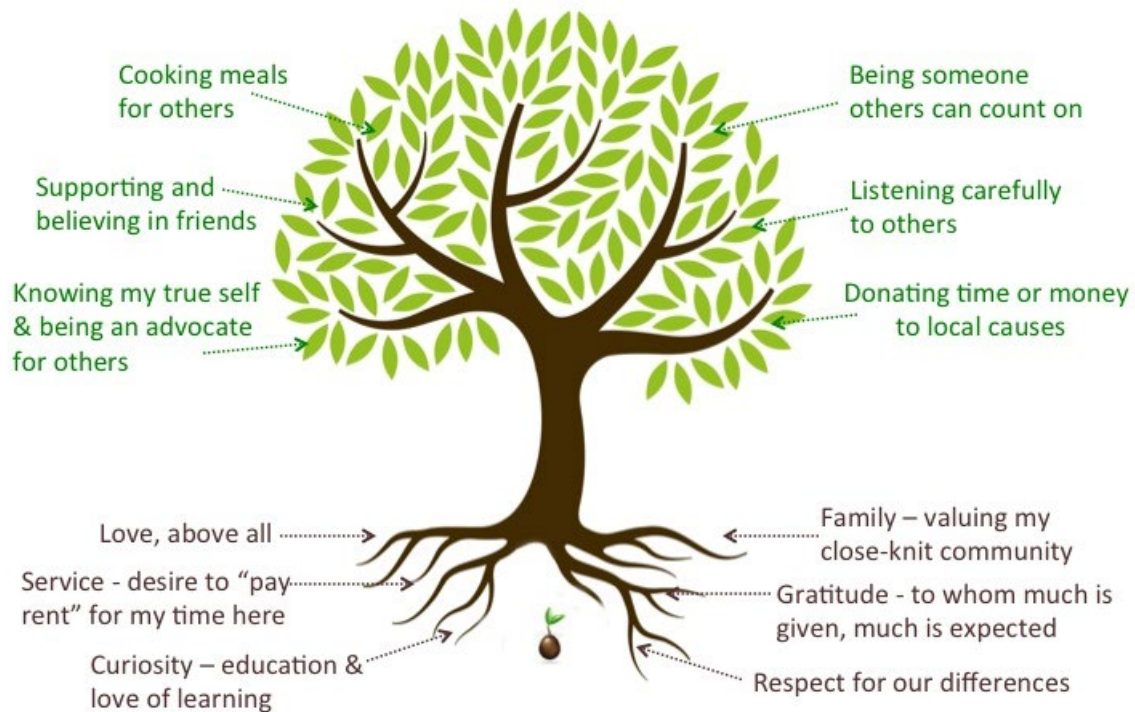 Cooking meals
for others
Supporting and
believing in friends
Knowing my true self
& being an advocate
for others
Being someone
others can count on
Listening carefully
to others
Donating time or money
to local causes
Love, above all
Service - desire to “pay
rent” for my time here
Curiosity – education &
love of learning
Family – valuing my
close-knit community
Gratitude - to whom much is
given, much is expected
Respect for our differences